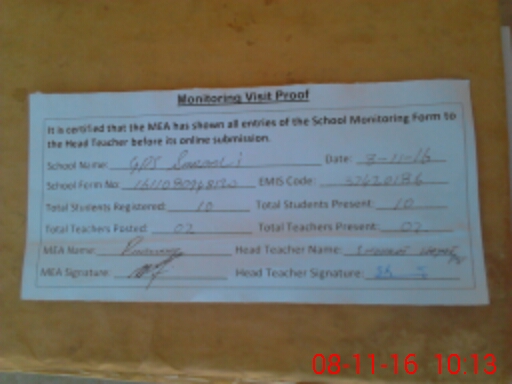 Monitoring Visit Proof
It is certified that the MEA has shown all entries of the School Monitoring Form to
the Head Teacher before its online submission.
School Name: GPS Date: 8-11-16
School Form No: EMIS Code:
Total Students Registered: 10 Total Students Present: 10
Total Teachers Posted: 02 Total Teachers Present: 02
MEA Name: Head Teacher Name:
MEA Signature: Head Teacher Signature:
08-11-16 10:13